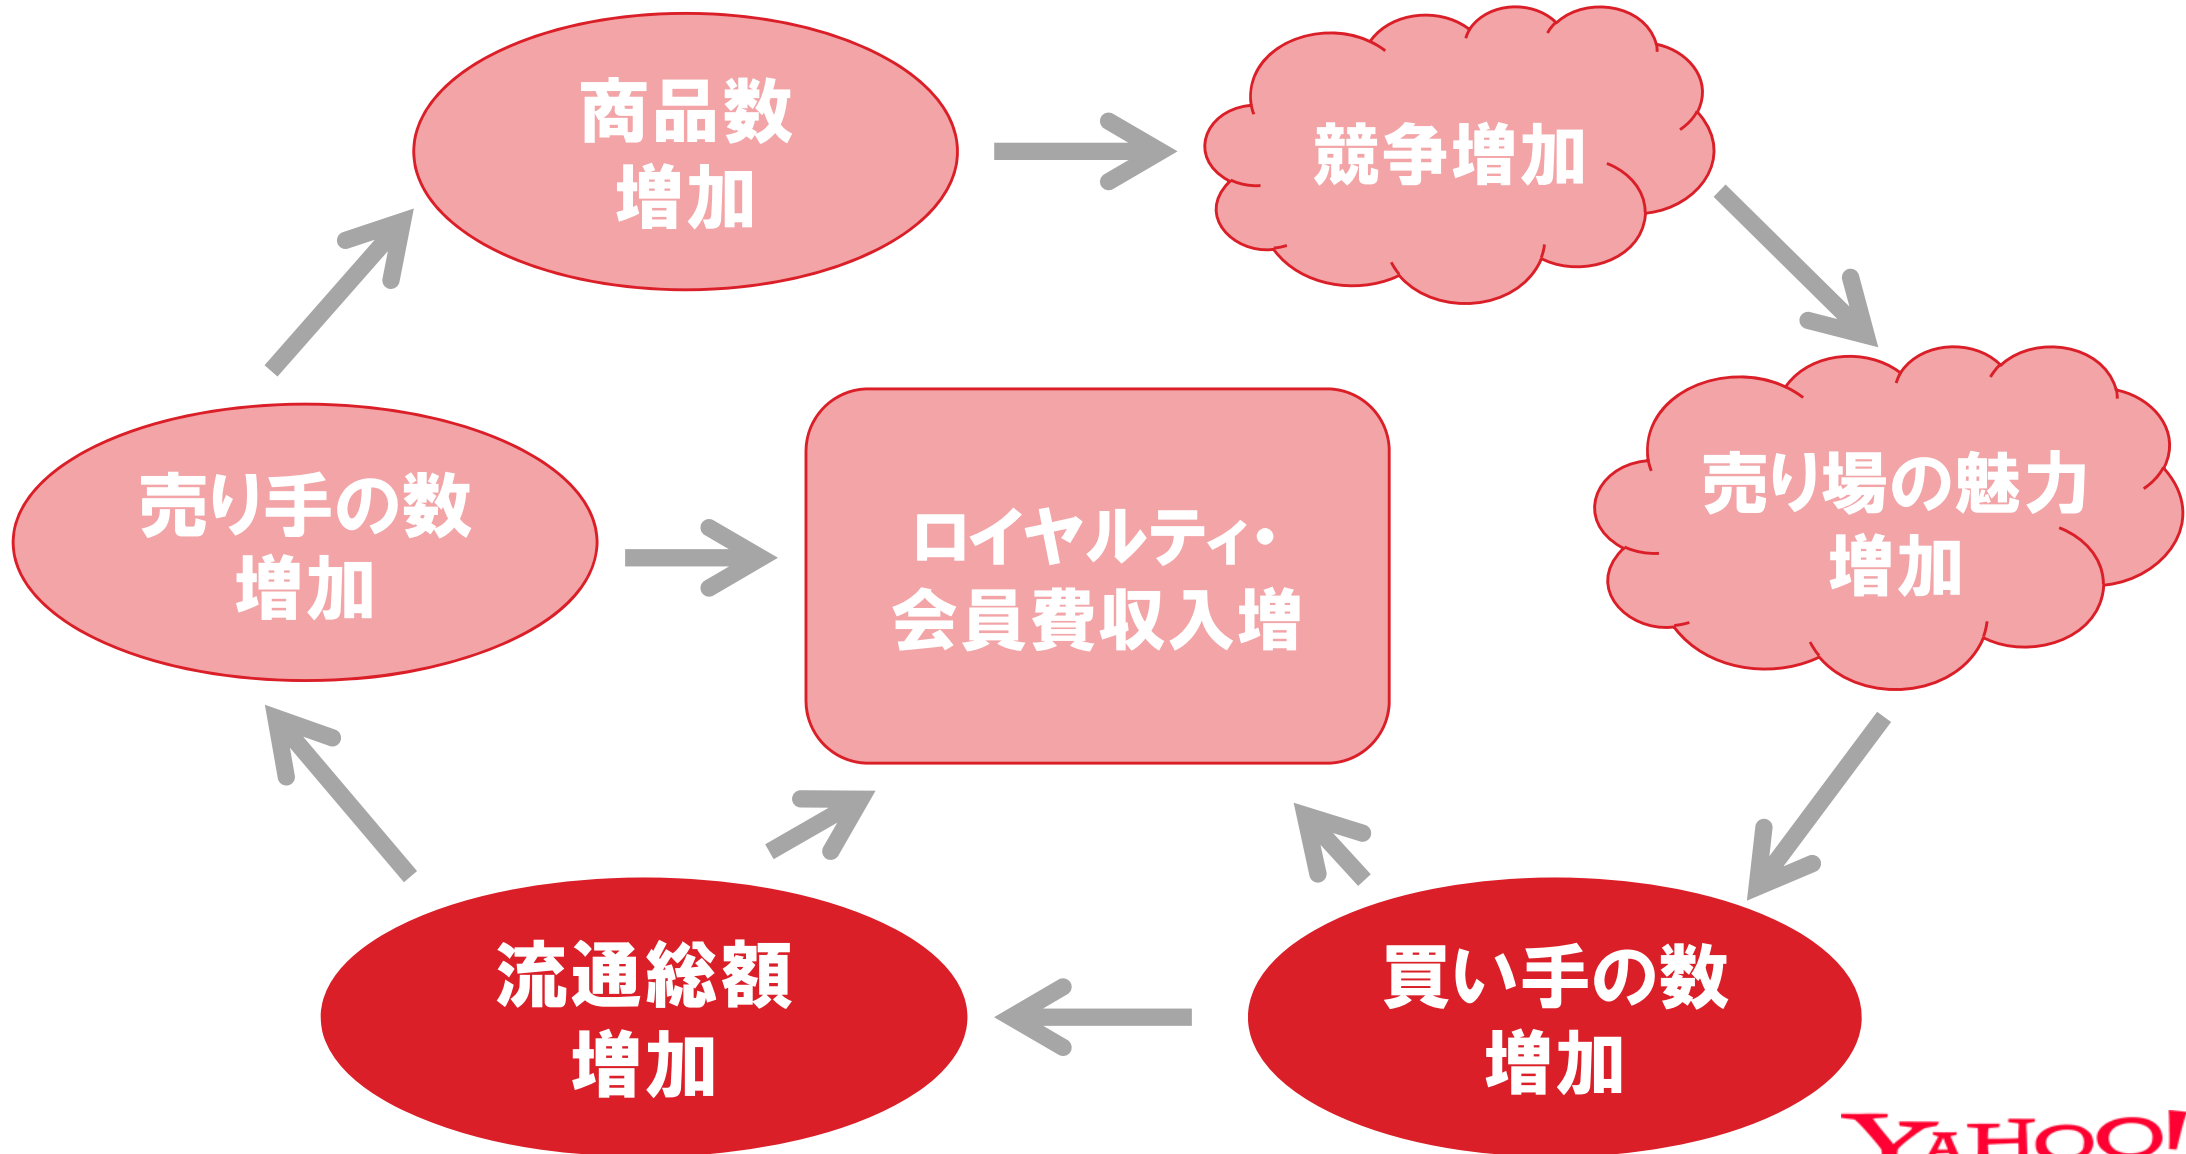 商品数
増加
競争増加
売り手の数
増加
ロイヤルティ・
会員費収入増
売り場の魅力
増加
流通総額
増加
買い手の数
増加
YAHOO!